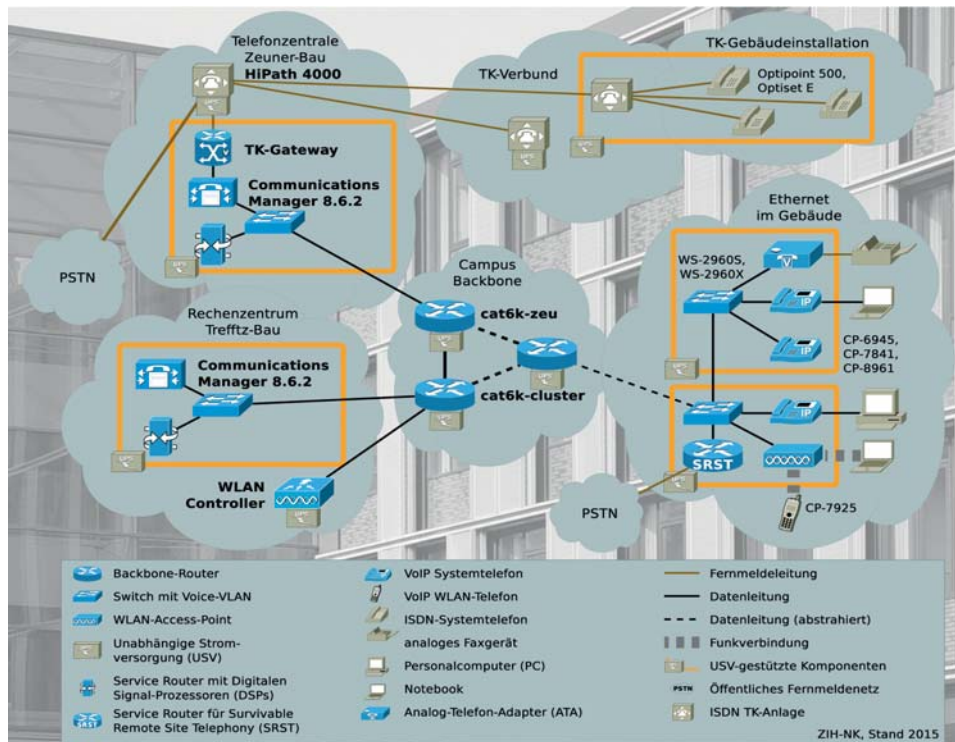 Telefonzentrale
Zeuner-Bau
HiPath 4000
TK-Gebäudeinstallation
TK-Verbund
Optipoint 500,
Optiset E
TK-Gateway
Communications
Manager 8.6.2
PSTN
Ethernet
im Gebäude
WS-2960S,
WS-2960X
V
IP
IP
CP-6945,
CP-7841,
CP-8961
Campus
Backbone
cat6k-zeu
cat6k-cluster
Rechenzentrum
Trefftz-Bau
Communications
Manager 8.6.2
WLAN
Controller
IP
SRST
PSTN
CP-7925
Backbone-Router
Switch mit Voice-VLAN
WLAN-Access-Point
Unabhängige Strom-
versorgung (USV)
Service Router mit Digitalen
Signal-Prozessoren (DSPs)
SRST
Service Router für Survivable
Remote Site Telephony (SRST)
VoIP Systemtelefon
VoIP WLAN-Telefon
ISDN-Systemtelefon
analoges Faxgerät
Personalcomputer (PC)
Notebook
Analog-Telefon-Adapter (ATA)
Fernmeldeleitung
Datenleitung
Datenleitung (abstrahiert)
Funkverbindung
USV-gestützte Komponenten
PSTN
Öffentliches Fernmeldenetz
ISDN TK-Anlage
ZIH-NK, Stand 2015